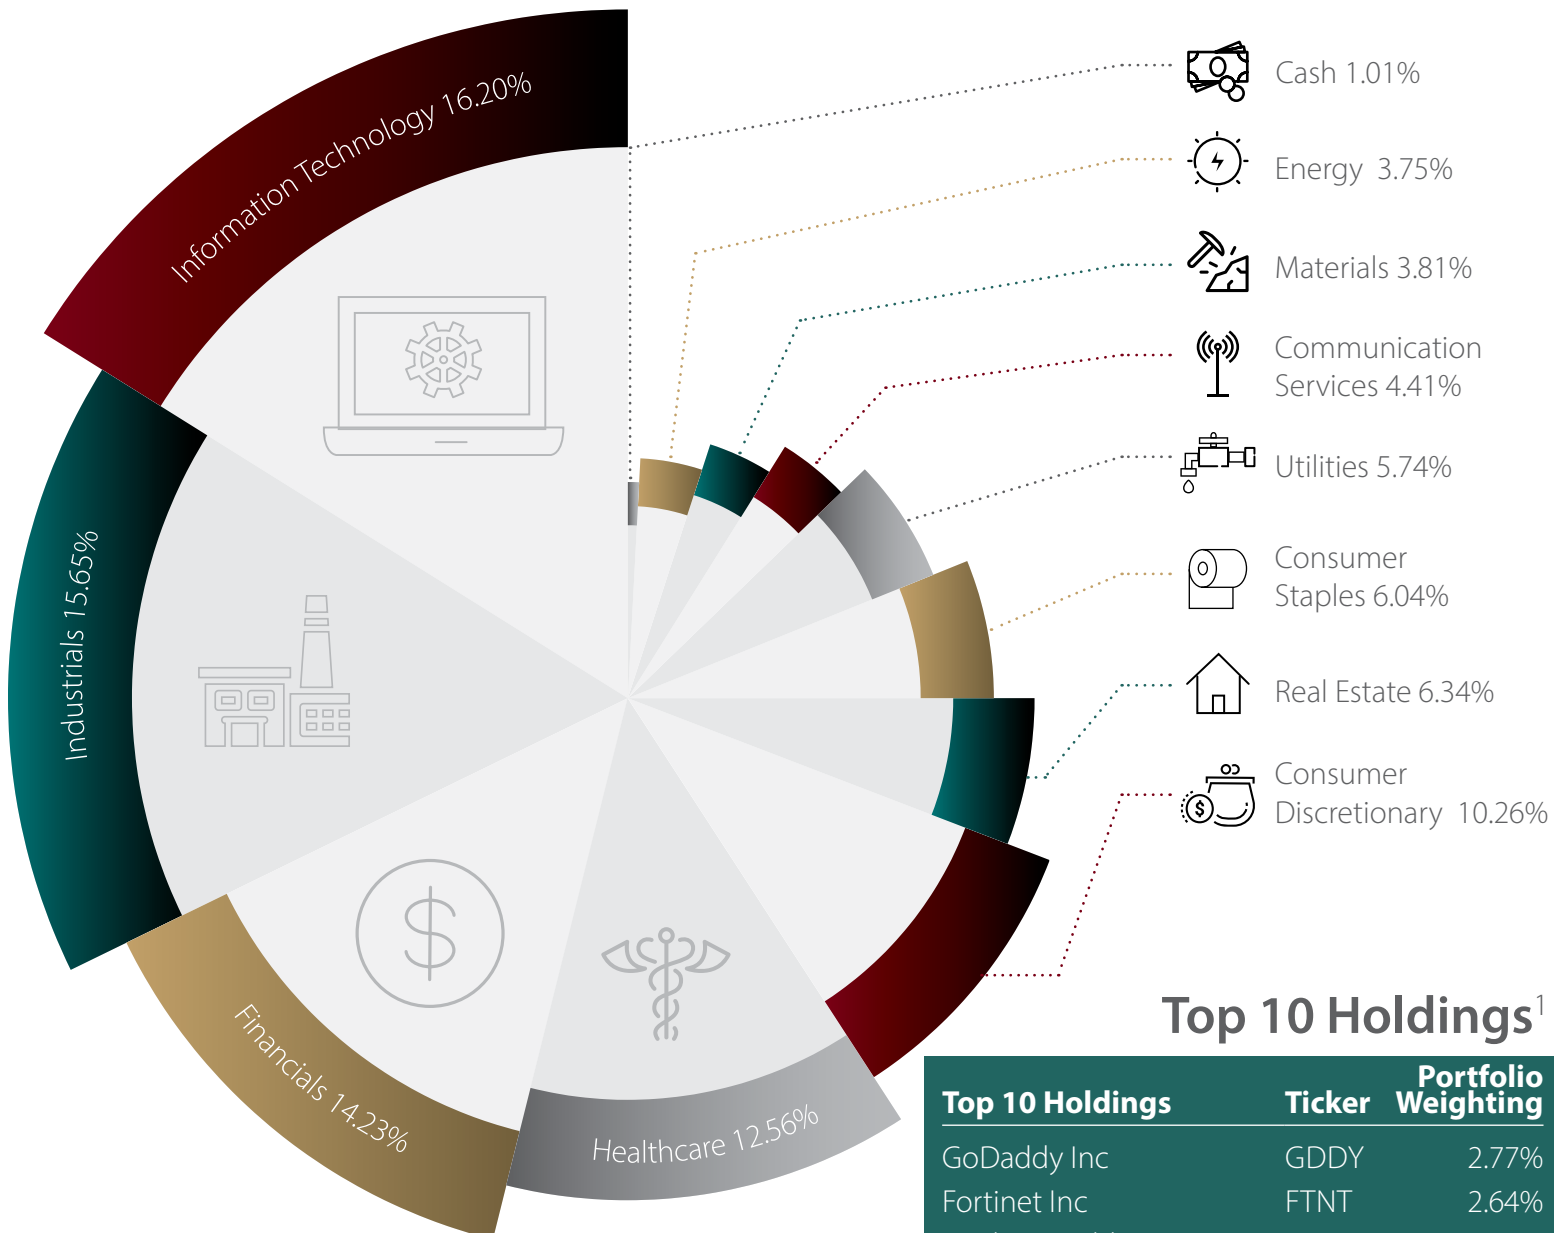 Information Technology 16.20%
Industrials 15.65%
Financials 14.23%
Healthcare 12.56%
Cash 1.01%
Energy 3.75%
Materials 3.81%
Communication
Services 4.41%
Utilities 5.74%
Consumer
Staples 6.04%
Real Estate 6.34%
Consumer
Discretionary 10.26%
Top 10 Holdings1
Top 10 Holdings Ticker Portfolio Weighting
GoDaddy Inc GDDY 2.77%
Fortinet Inc FTNT 2.64%